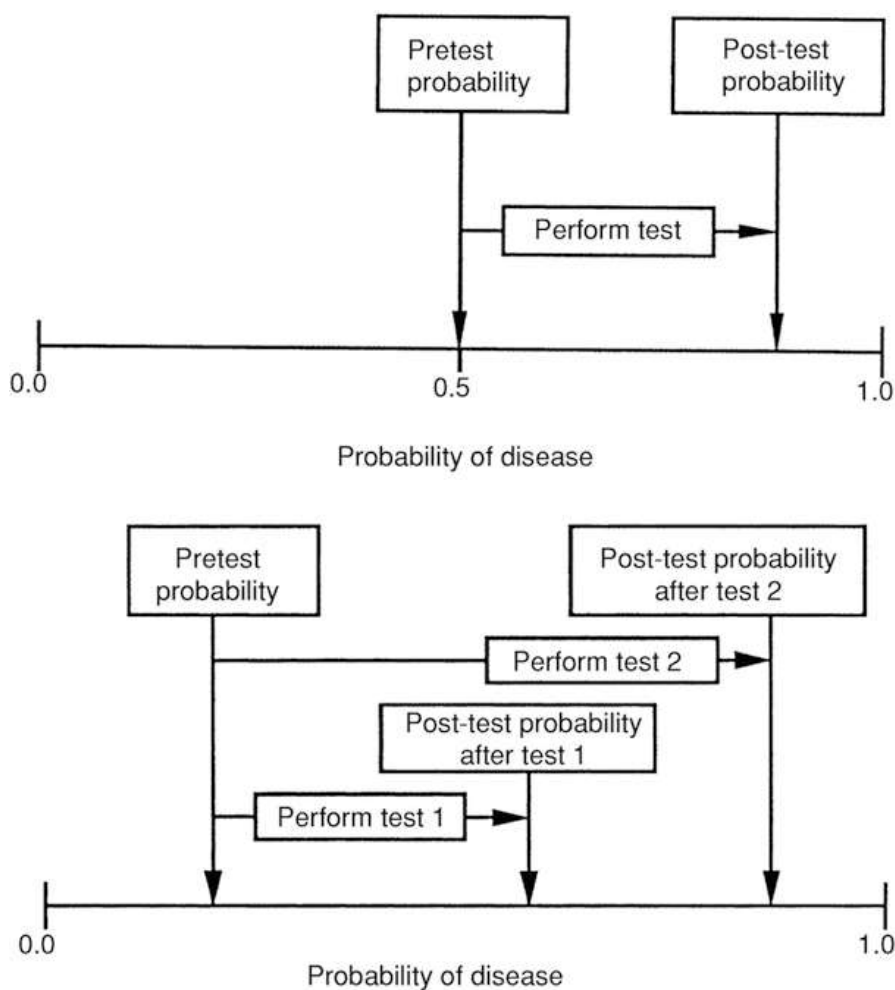 Pretest
probability
Post-test
probability
Perform test
0.0
0.5
1.0
Probability of disease
Pretest
probability
Post-test probability
after test 2
Perform test 2
Post-test probability
after test 1
Perform test 1
0.0
1.0
Probability of disease